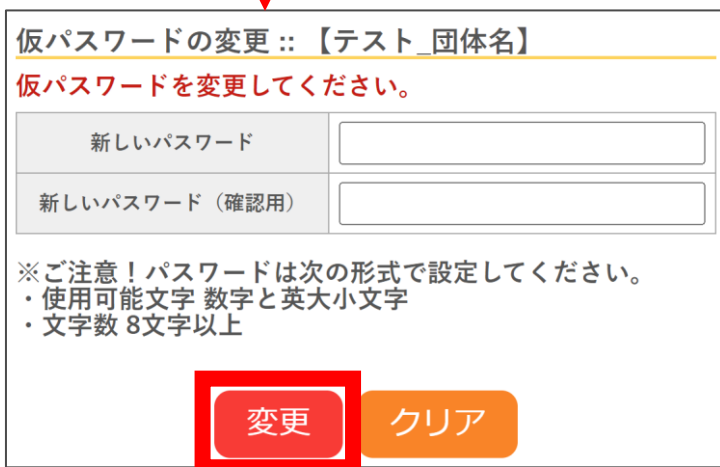 仮パスワードの変更 :: 【テスト_団体名】
仮パスワードを変更してください。
新しいパスワード
新しいパスワード（確認用）
※ご注意！パスワードは次の形式で設定してください。
・使用可能文字 数字と英大小文字
・文字数 8文字以上
変更
クリア